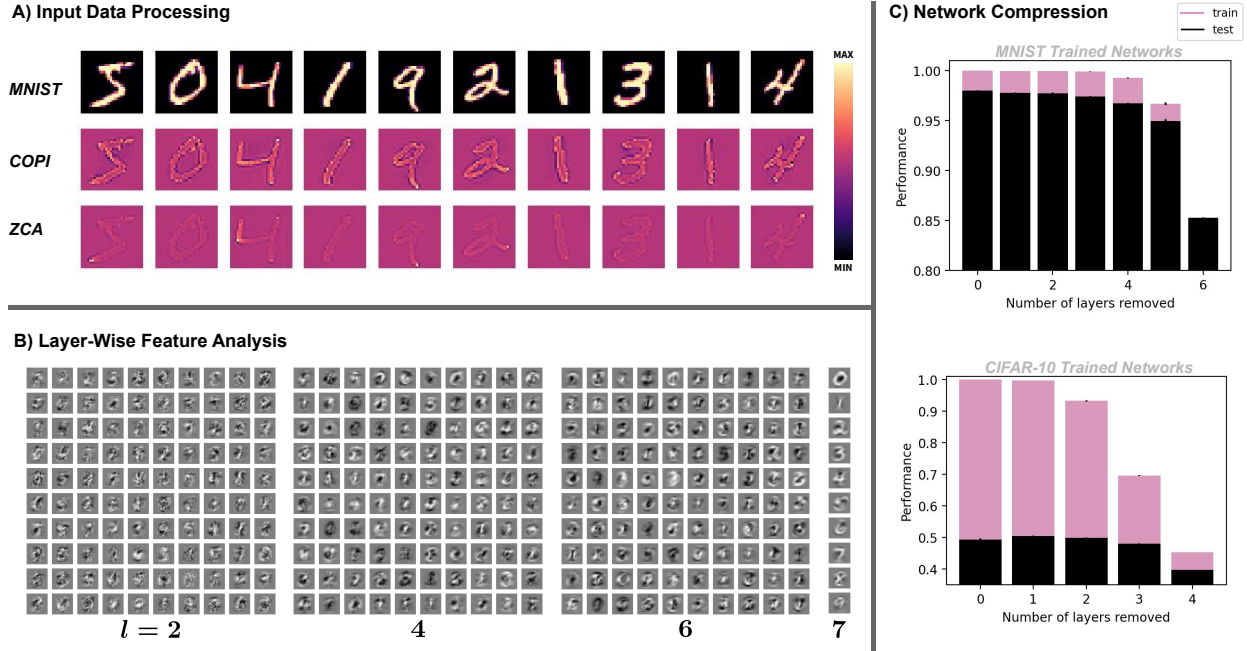 A) Input Data Processing
MNIST
COPI
ZCA
MAX
MIN
B) Layer-Wise Feature Analysis
l = 2
4
6
7
C) Network Compression
train
test
MNIST Trained Networks
1.00
0.95
0.90
0.85
0.80
Performance
0 2 4 6
Number of layers removed
CIFAR-10 Trained Networks
1.0
0.9
0.8
0.7
0.6
0.5
0.4
Performance
0 1 2 3 4
Number of layers removed